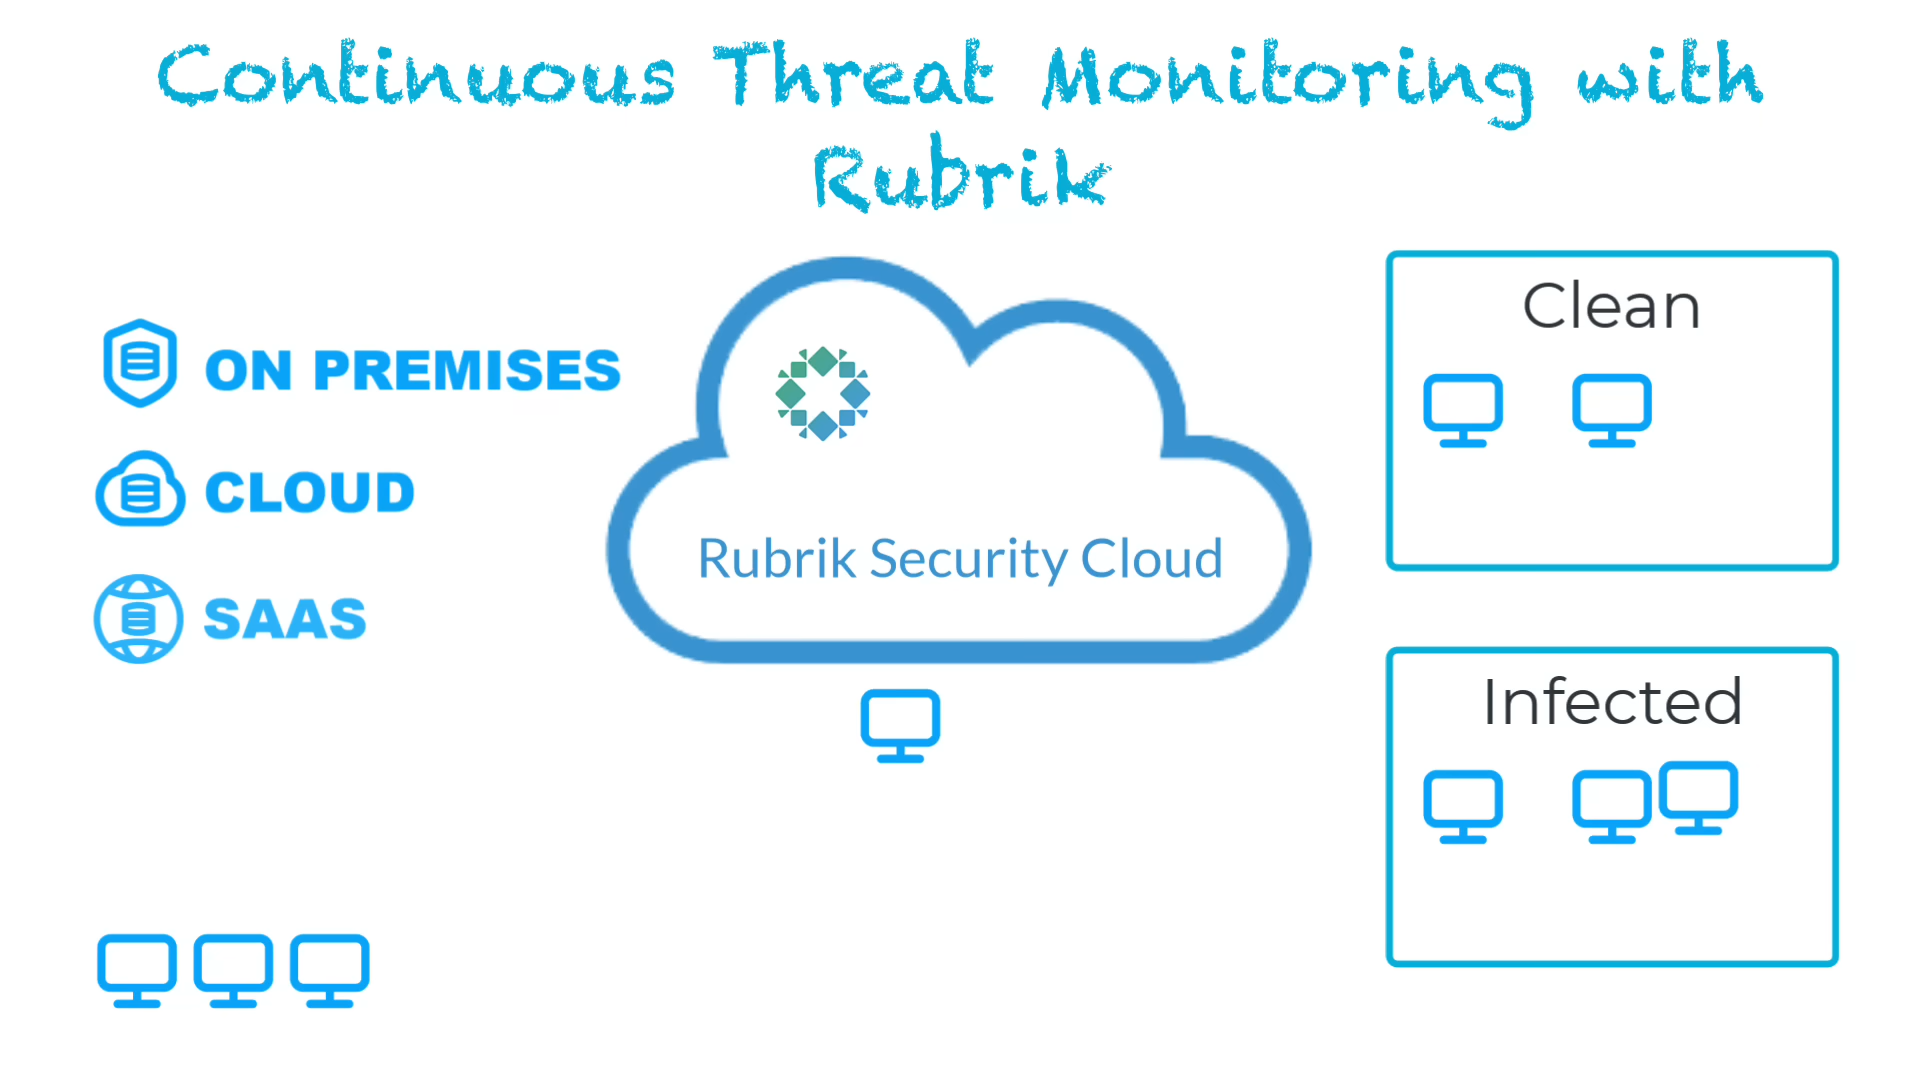 Continuous Threat Monitoring with
Rubrik
ON PREMISES
CLOUD
SAAS
Rubrik Security Cloud
Clean
Infected